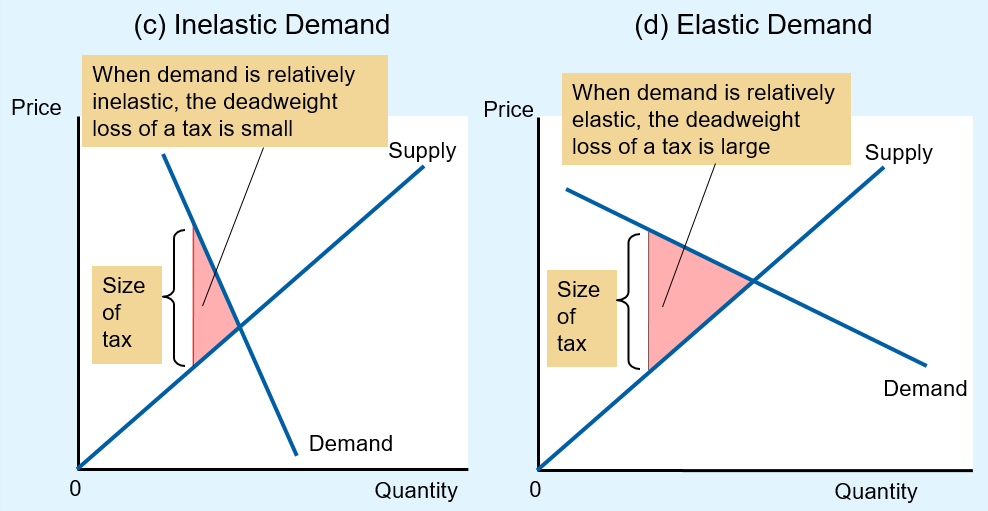 (c) Inelastic Demand
When demand is relatively
inelastic, the deadweight
loss of a tax is small
Price
Supply
Size
of
tax
Demand
0
Quantity
(d) Elastic Demand
When demand is relatively
elastic, the deadweight
loss of a tax is large
Price
Supply
Size
of
tax
Demand
0
Quantity